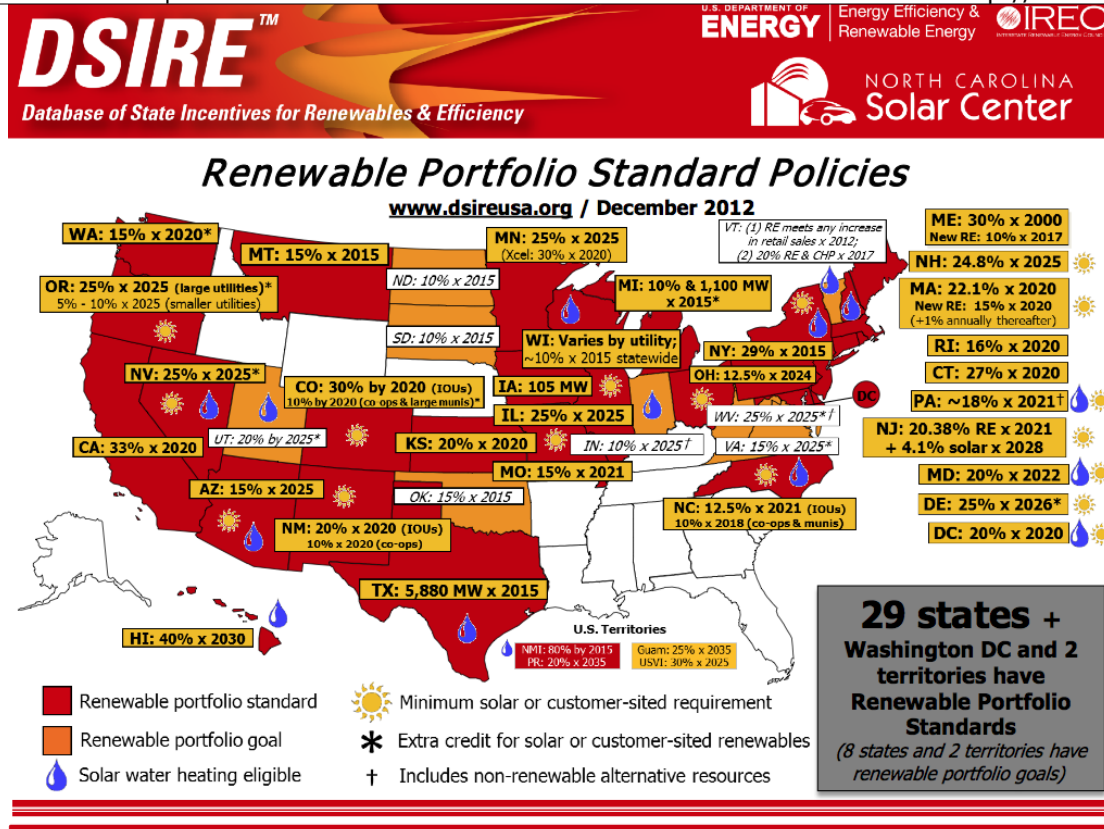 DSIRE™
Database of State Incentives for Renewables & Efficiency
U.S. DEPARTMENT OF
ENERGY
Energy Efficiency &
Renewable Energy
IREC
NORTH CAROLINA
Solar Center
Renewable Portfolio Standard Policies
www.dsireusa.org / December 2012
WA: 15% x 2020*
MT: 15% x 2015
MN: 25% x 2025
(Xcel: 30% x 2020)
VT: (1) RE meets any increase
in retail sales x 2012;
(2) 20% RE & CHP x 2017
ME: 30% x 2000
New RE: 10% x 2017
NH: 24.8% x 2025
OR: 25% x 2025 (large utilities)*
5% - 10% x 2025 (smaller utilities)
ND: 10% x 2015
MI: 10% & 1,100 MW
x 2015*
MA: 22.1% x 2020
New RE: 15% x 2020
(+1% annually thereafter)
SD: 10% x 2015
WI: Varies by utility;
~10% x 2015 statewide
NY: 29% x 2015
RI: 16% x 2020
NV: 25% x 2025*
CO: 30% by 2020 (IOUs)
10% by 2020 (co-ops & large munis)*
IA: 105 MW
OH: 12.5% x 2024
CT: 27% x 2020
DC
PA: ~18% x 2021†
IL: 25% x 2025
WV: 25% x 2025*†
CA: 33% x 2020
UT: 20% by 2025*
KS: 20% x 2020
IN: 10% x 2025†
VA: 15% x 2025*
NJ: 20.38% RE x 2021
+ 4.1% solar x 2028
MO: 15% x 2021
MD: 20% x 2022
AZ: 15% x 2025
OK: 15% x 2015
NC: 12.5% x 2021 (IOUs)
10% x 2018 (co-ops & munis)
DE: 25% x 2026*
NM: 20% x 2020 (IOUs)
10% x 2020 (co-ops)
DC: 20% x 2020
TX: 5,880 MW x 2015
HI: 40% x 2030
U.S. Territories
NMI: 80% by 2015
PR: 20% x 2035
Guam: 25% x 2035
USVI: 30% x 2025
29 states +
Washington DC and 2
territories have
Renewable Portfolio
Standards
(8 states and 2 territories have
renewable portfolio goals)
Renewable portfolio standard
Minimum solar or customer-sited requirement
Renewable portfolio goal
* Extra credit for solar or customer-sited renewables
Solar water heating eligible
† Includes non-renewable alternative resources